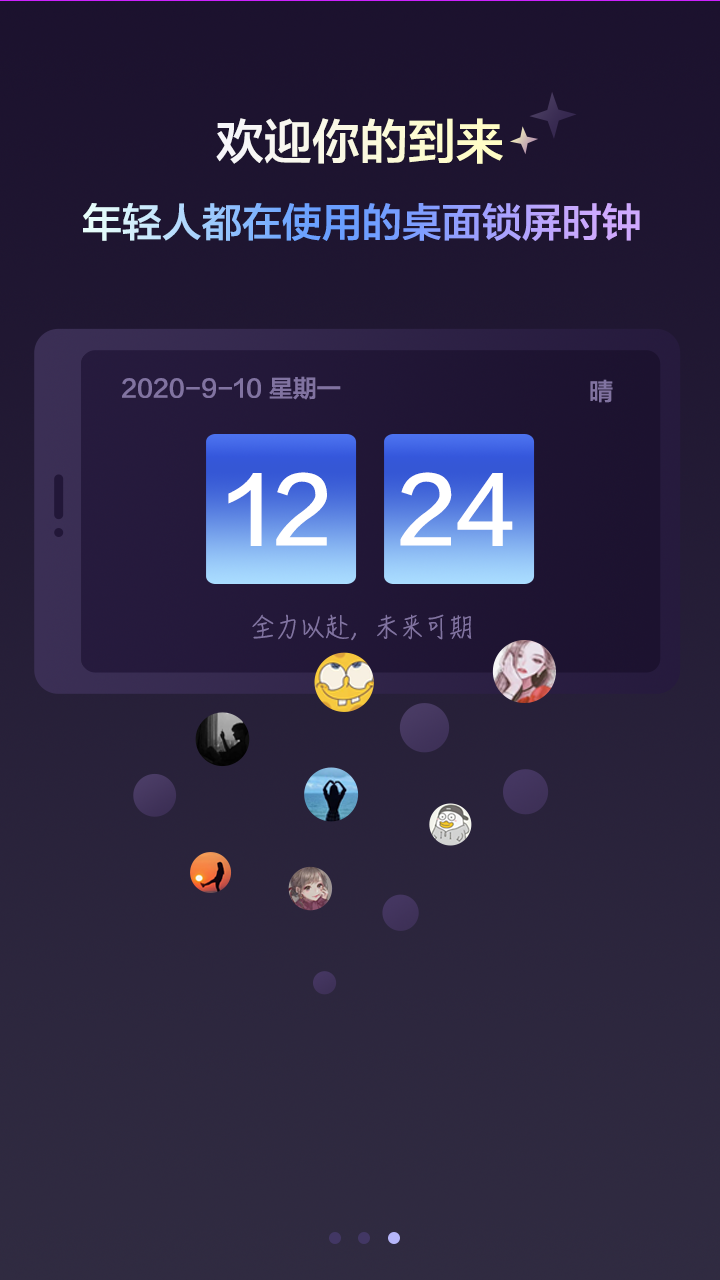 欢迎你的到来
年轻人都在使用的桌面锁屏时钟
2020-9-10 星期一
晴
12 24
全力以赴，未来可期